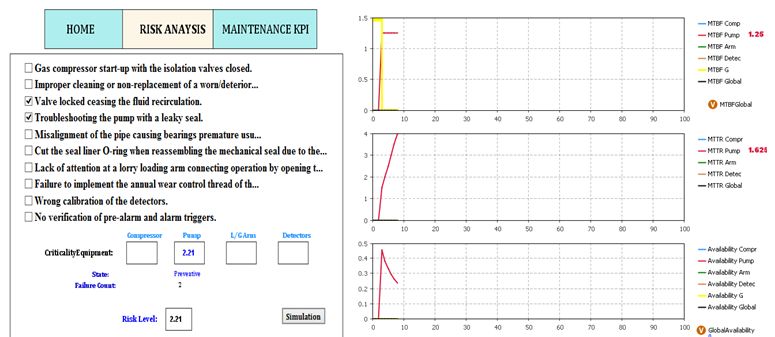 HOME
RISK ANAYSIS
MAINTENANCE KPI
Gas compressor start-up with the isolation valves closed.
Improper cleaning or non-replacement of a worn/deterior...
Valve locked ceasing the fluid recirculation.
Troubleshooting the pump with a leaky seal.
Misalignment of the pipe causing bearings premature usu...
Cut the seal liner O-ring when reassembling the mechanical seal due to the...
Lack of attention at a lorry loading arm connecting operation by opening t...
Failure to implement the annual wear control thread of th...
Wrong calibration of the detectors.
No verification of pre-alarm and alarm triggers.
Compressor Pump L/G Arm Detectors
CriticalityEquipment: 2.21
State: Preventive
Failure Count: 2
Risk Level: 2.21
Simulation
1.5
1
0.5
0
0 10 20 30 40 50 60 70 80 90 100
MTBF Comp
MTBF Pump 1.25
MTBF Arm
MTBF Detec
MTBF G
MTBF Global
V MTBFGlobal
4
3
2
1
0
0 10 20 30 40 50 60 70 80 90 100
MTTR Compr
MTTR Pump 1.625
MTTR Arm
MTTR Detec
MTTR Global
0.5
0.4
0.3
0.2
0.1
0
0 10 20 30 40 50 60 70 80 90 100
Availability Compr
Availability Pump
Availability Arm
Availability Detec
Availability G
Availability Global
V GlobalAvailability